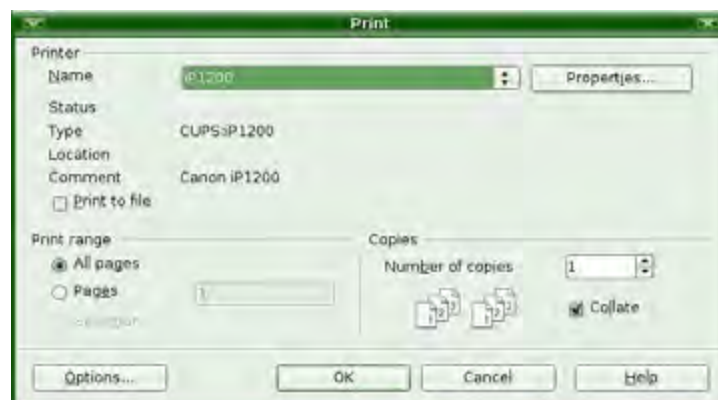 Print
Printer
Name iP1200 Properties...
Status
Type CUPS:iP1200
Location
Comment Canon iP1200
Print to file
Print range Copies
All pages Number of copies 1
Pages 1
Collate
Options... OK Cancel Help